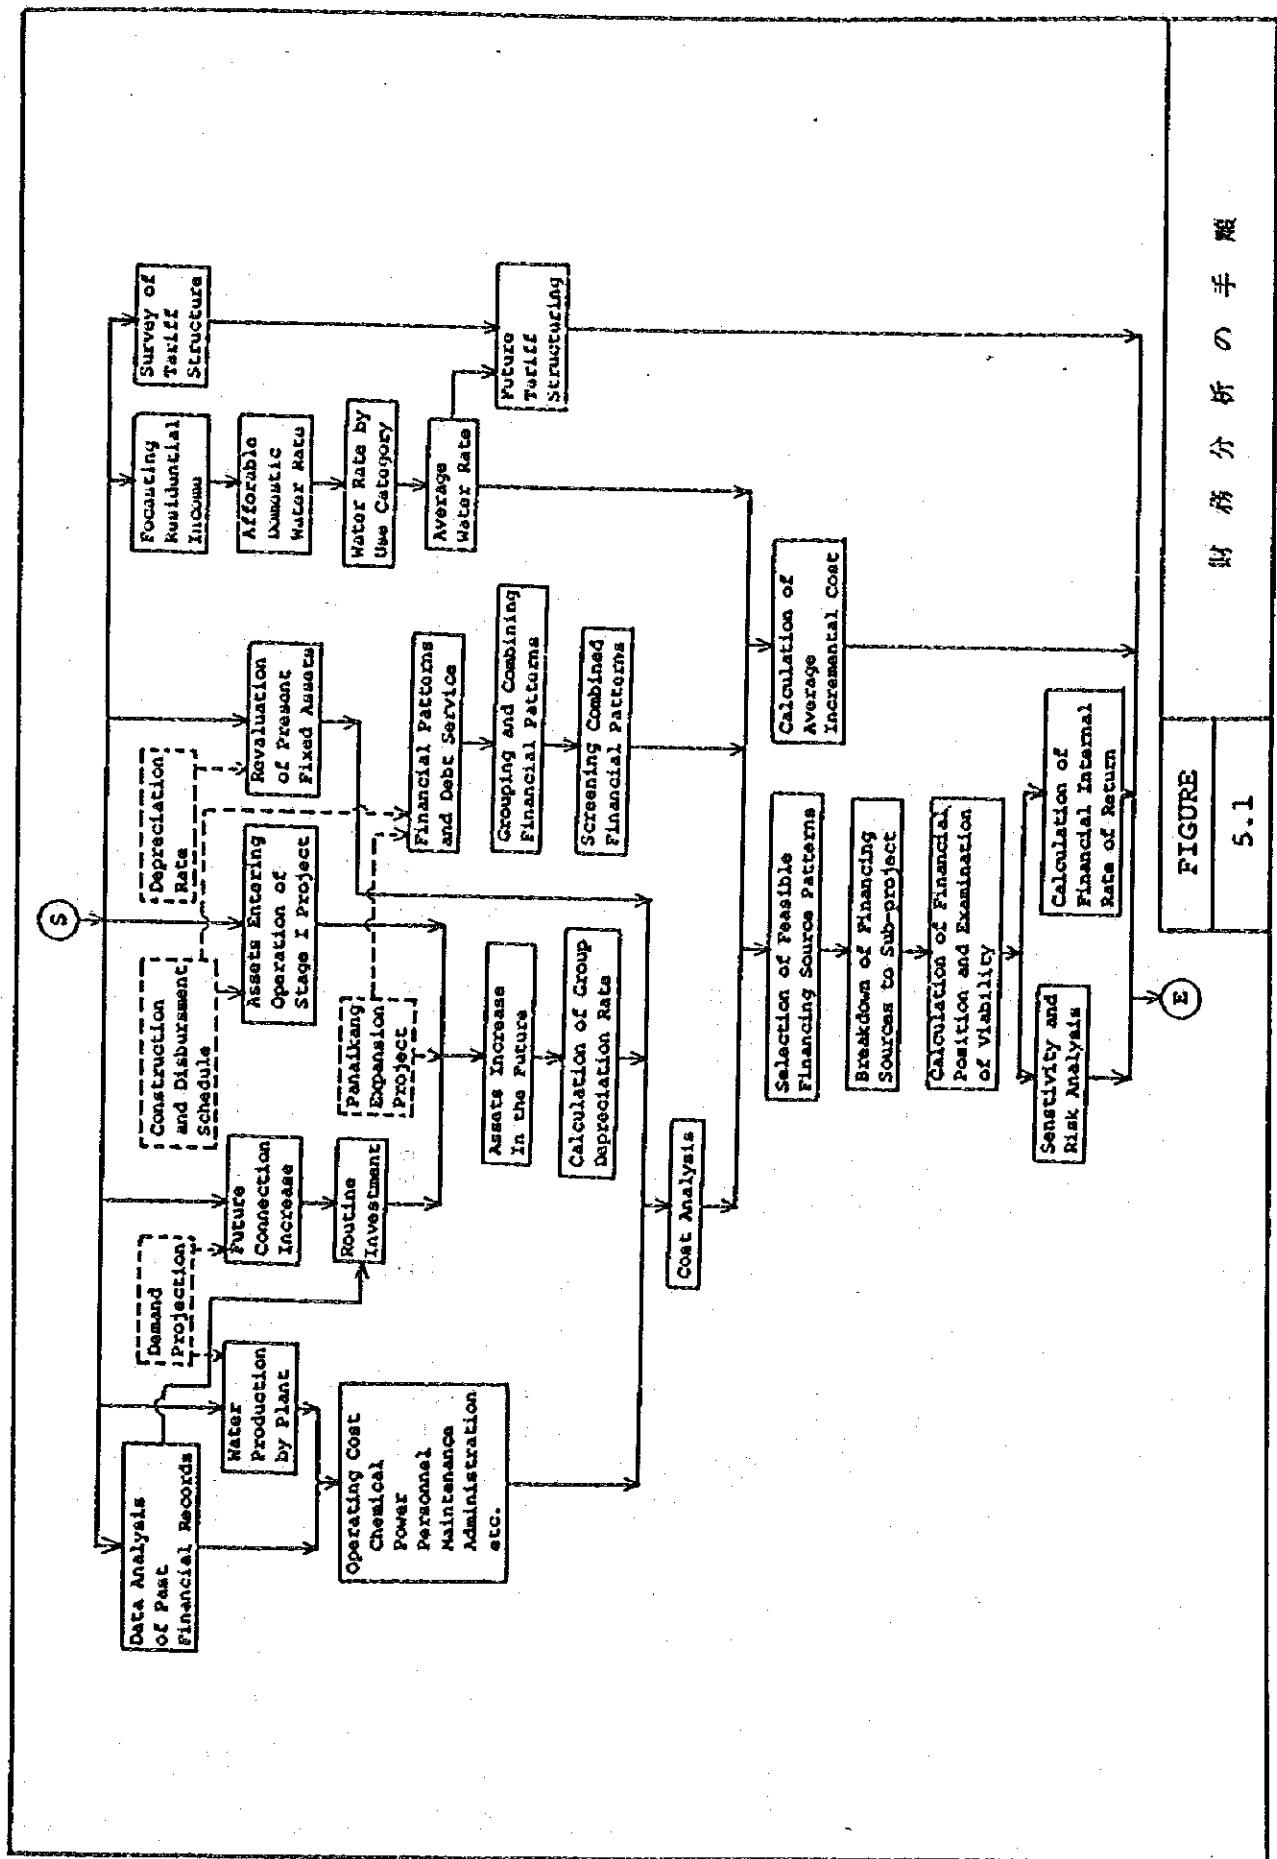 S
Data Analysis
of Past
Financial Records
Demand
Projection
Construction
and Disbursment
Schedule
Depreciation
Rate
Focasting
Residential
Income
Survey of
Tariff
Structure
Water
Production
by Plant
Future
Connection
Increase
Assets Entering
Operation of
Stage I Project
Revaluation
of Present
Fixed Assets
Afforable
Domestic
Water Rate
Operating Cost
Chemical
Power
Personnel
Maintenance
Administration
etc.
Routine
Investment
Panaikang
Expansion
Project
Water Rate by
Use Category
Financial Patterns
and Debt Service
Average
Water Rate
Assets Increase
In the Future
Grouping and Combining
Financial Patterns
Future
Tariff
Structuring
Calculation of Group
Depreciation Rate
Screening Combined
Financial Patterns
Cost Analysis
Selection of Feasible
Financing Source Patterns
Calculation of
Average
Incremental Cost
Breakdown of Financing
Sources to Sub-project
Calculation of Financial
Position and Examination
of Viability
Senstivity and
Risk Analysis
Calculation of
Financial Internal
Rate of Return
E
FIGURE
5.1
財務分析の手順